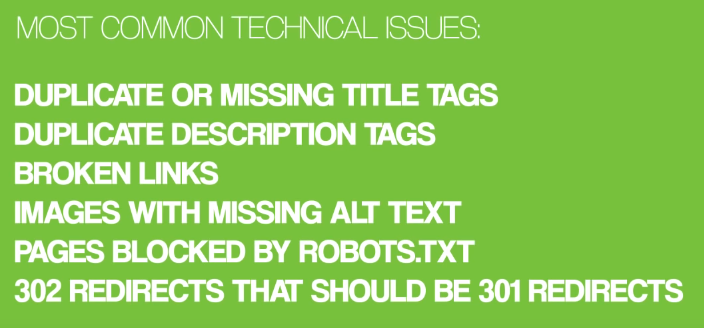 MOST COMMON TECHNICAL ISSUES:
DUPLICATE OR MISSING TITLE TAGS
DUPLICATE DESCRIPTION TAGS
BROKEN LINKS
IMAGES WITH MISSING ALT TEXT
PAGES BLOCKED BY ROBOTS.TXT
302 REDIRECTS THAT SHOULD BE 301 REDIRECTS